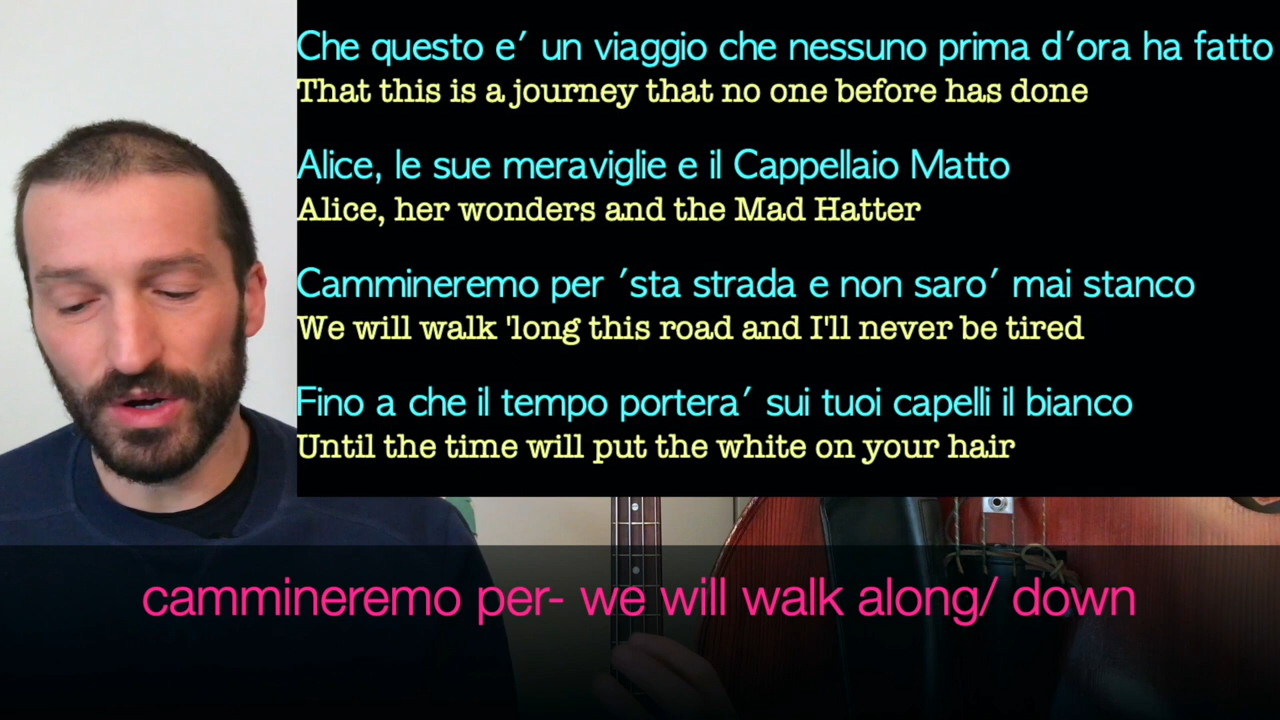 Che questo e' un viaggio che nessuno prima d'ora ha fatto
That this is a journey that no one before has done
Alice, le sue meraviglie e il Cappellaio Matto
Alice, her wonders and the Mad Hatter
Cammineremo per 'sta strada e non saro' mai stanco
We will walk 'long this road and I'll never be tired
Fino a che il tempo portera' sui tuoi capelli il bianco
Until the time will put the white on your hair
cammineremo per- we will walk along/ down